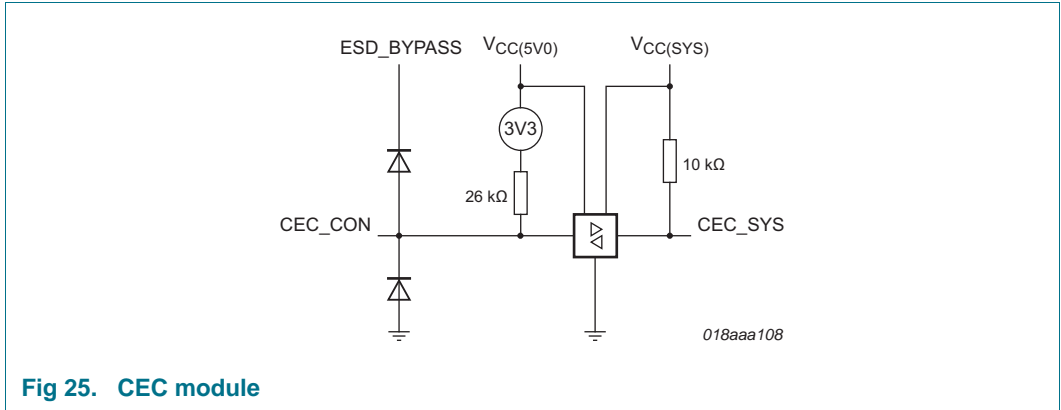 ESD_BYPASS VCC(5V0) VCC(SYS)
3V3
10 kΩ
26 kΩ
CEC_CON CEC_SYS
018aaa108
Fig 25. CEC module